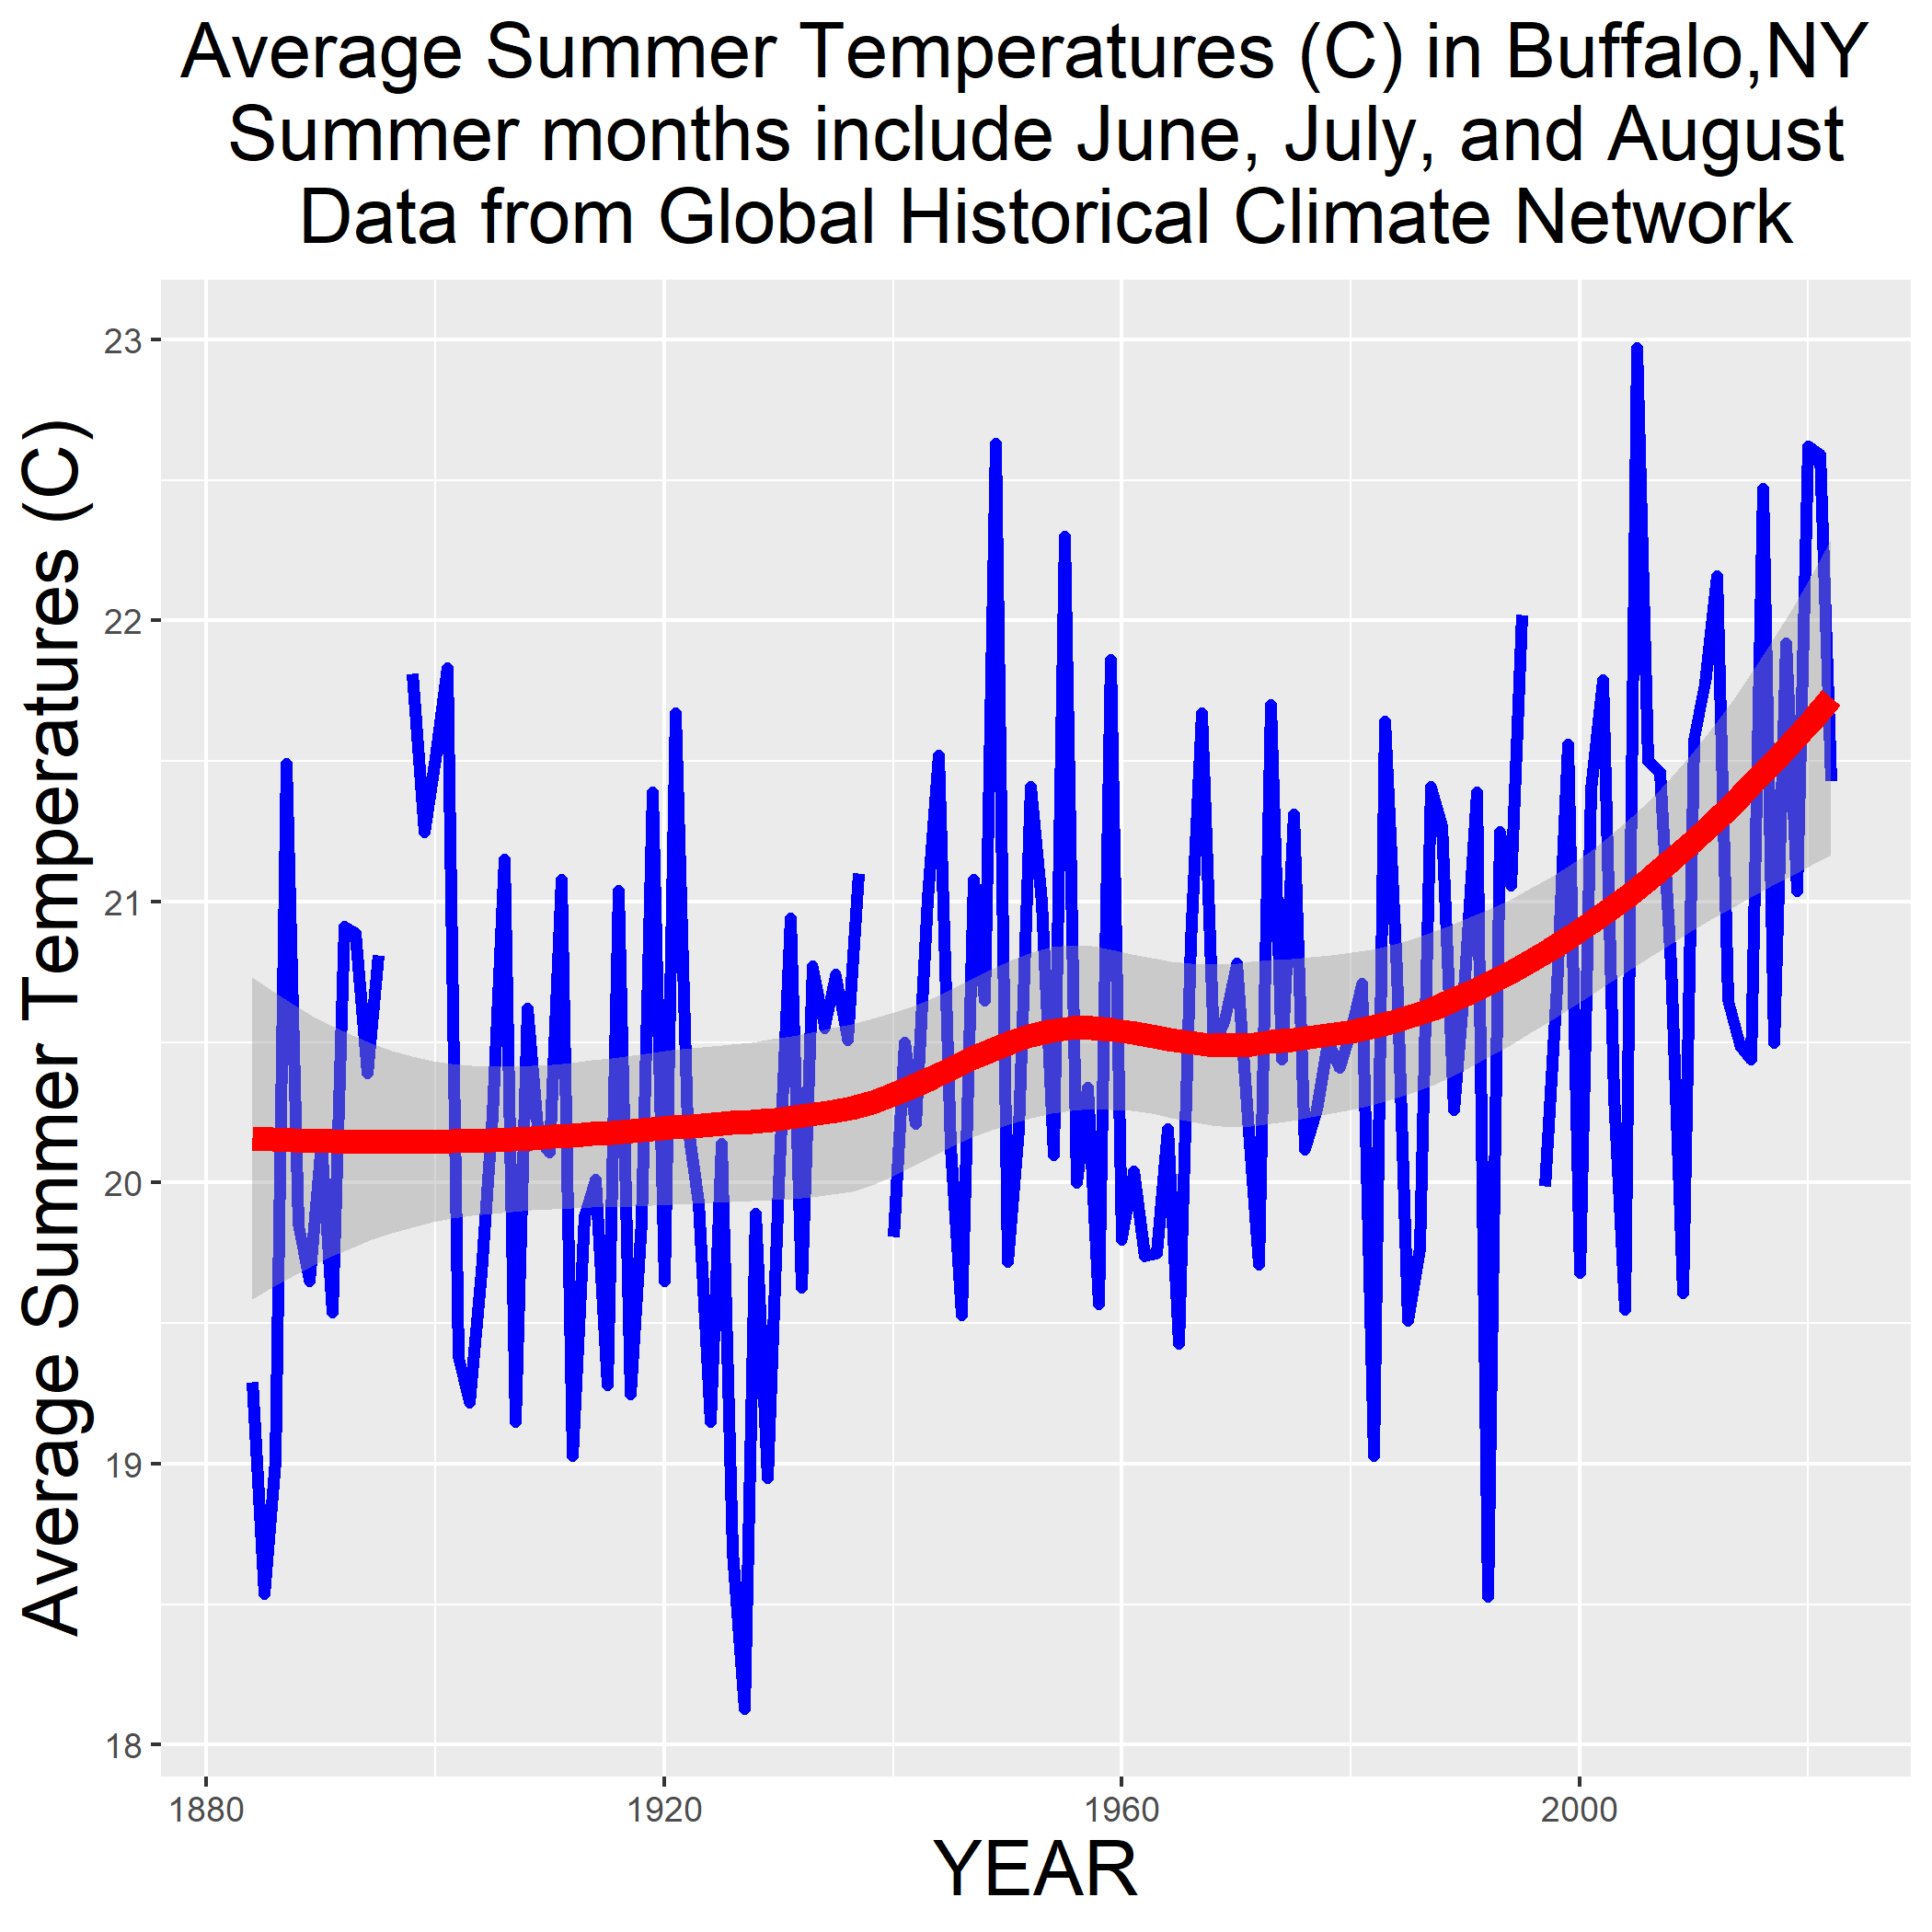 Average Summer Temperatures (C) in Buffalo,NY
Summer months include June, July, and August
Data from Global Historical Climate Network
Average Summer Temperatures (C)
23
22
21
20
19
18
1880 1920 1960 2000
YEAR